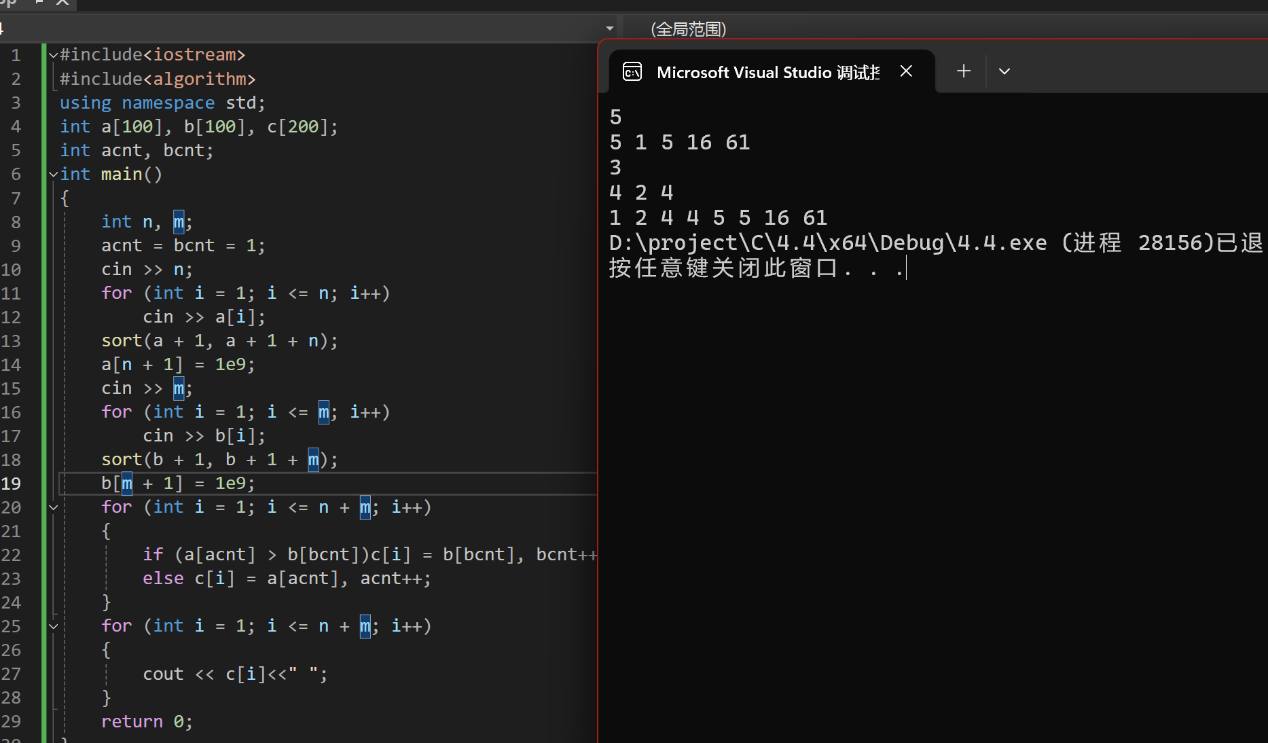 (全局范围)
1 #include<iostream>
2 #include<algorithm>
3 using namespace std;
4 int a[100], b[100], c[200];
5 int acnt, bcnt;
6 int main()
7 {
8 int n, m;
9 acnt = bcnt = 1;
10 cin >> n;
11 for (int i = 1; i <= n; i++)
12 cin >> a[i];
13 sort(a + 1, a + 1 + n);
14 a[n + 1] = 1e9;
15 cin >> m;
16 for (int i = 1; i <= m; i++)
17 cin >> b[i];
18 sort(b + 1, b + 1 + m);
19 b[m + 1] = 1e9;
20 for (int i = 1; i <= n + m; i++)
21 {
22 if (a[acnt] > b[bcnt])c[i] = b[bcnt], bcnt++
23 else c[i] = a[acnt], acnt++;
24 }
25 for (int i = 1; i <= n + m; i++)
26 {
27 cout << c[i]<<" ";
28 }
29 return 0;
Microsoft Visual Studio 调试
5
5 1 5 16 61
3
4 2 4
1 2 4 4 5 5 16 61
D:\project\C\4.4\x64\Debug\4.4.exe (进程 28156)已退
按任意键关闭此窗口. . .